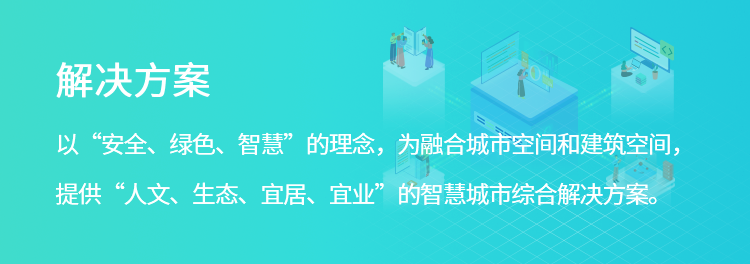 解决方案
以“安全、绿色、智慧”的理念，为融合城市空间和建筑空间，
提供“人文、生态、宜居、宜业”的智慧城市综合解决方案。